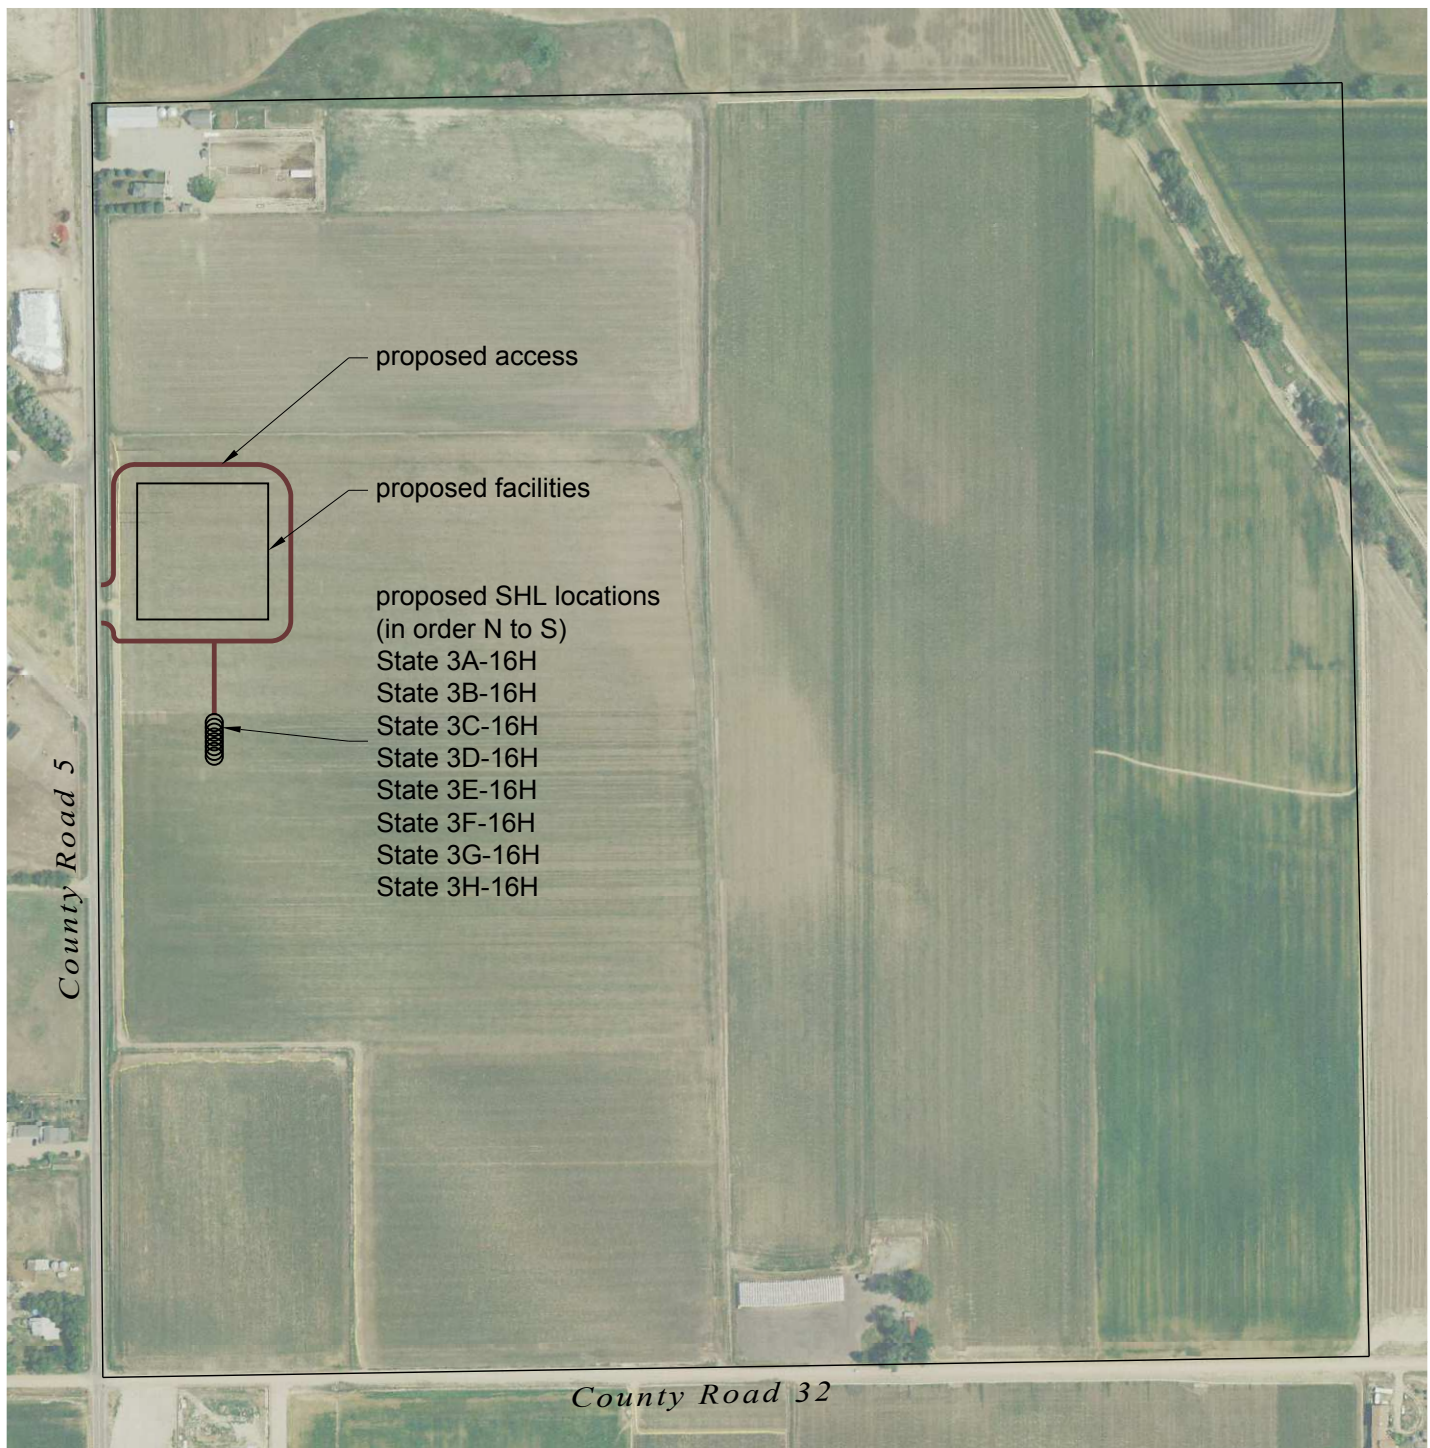 proposed access
proposed facilities
proposed SHL locations
(in order N to S)
State 3A-16H
State 3B-16H
State 3C-16H
State 3D-16H
State 3E-16H
State 3F-16H
State 3G-16H
State 3H-16H
County Road 5
County Road 32